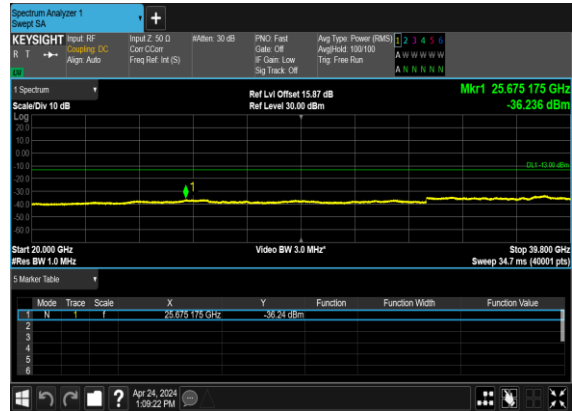 Spectrum Analyzer 1
Swept SA
+
KEYSIGHT Input: RF Input Z: 50 Ω #Atten: 30 dB PNO: Fast Avg Type: Power (RMS) 1 2 3 4 5 6
R T Coupling: DC Corr CCorr Gate: Off Avg|Hold: 100/100 A W W W W W
Align: Auto Freq Ref: Int (S) IF Gain: Low Trig: Free Run
Sig Track: Off A N N N N N
1 Spectrum Ref Lvl Offset 15.87 dB Mkr1 25.675 175 GHz
Scale/Div 10 dB Ref Level 30.00 dBm -36.236 dBm
Log
20.0
10.0
0.00
-10.0
DL1 -13.00 dBm
-20.0
-30.0
1
-40.0
-50.0
-60.0
Start 20.000 GHz Video BW 3.0 MHz* Stop 39.800 GHz
#Res BW 1.0 MHz Sweep 34.7 ms (40001 pts)
5 Marker Table
Mode Trace Scale X Y Function Function Width Function Value
1 N 1 f 25.675 175 GHz -36.24 dBm
2
3
4
5
6
? Apr 24, 2024
1:09:22 PM